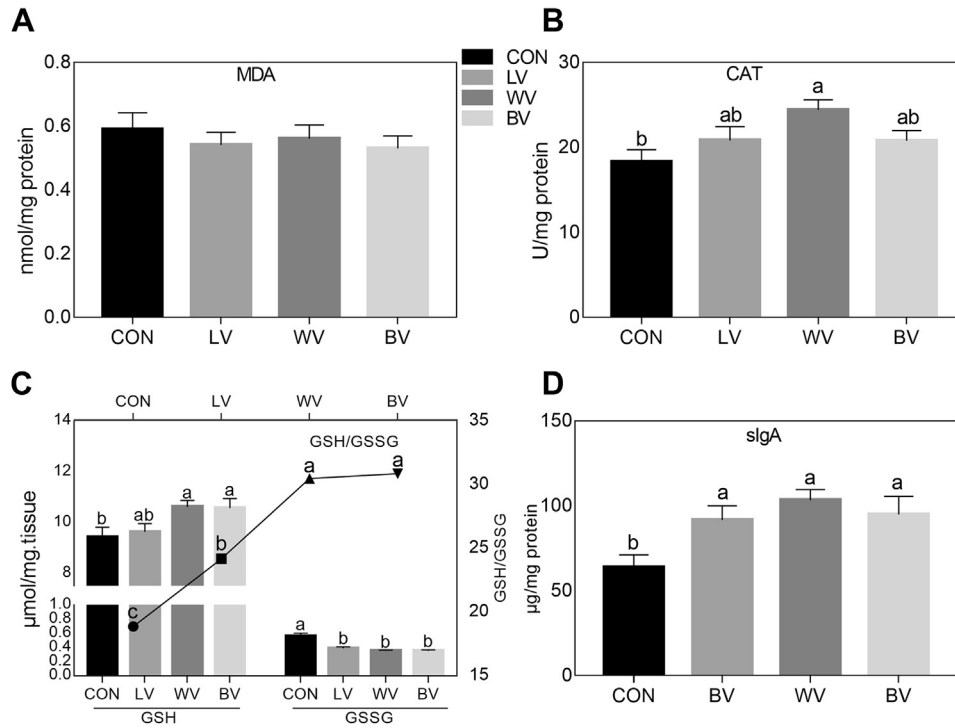 A
MDA
nmol/mg protein
0.8
0.6
0.4
0.2
0.0
CON
LV
WV
BV
CON
LV
WV
BV
B
CAT
U/mg protein
30
20
10
0
b
ab
a
ab
CON
LV
WV
BV
C
CON
LV
WV
BV
μmol/mg.tissue
14
12
10
8
1.0
0.8
0.6
0.4
0.2
0.0
35
30
25
20
15
GSH/GSSG
GSH/GSSG
b
ab
a
a
c
b
a
a
a
b
b
b
CON
LV
WV
BV
CON
LV
WV
BV
GSH
GSSG
D
sIgA
μg/mg protein
150
100
50
0
b
a
a
a
CON
BV
WV
BV